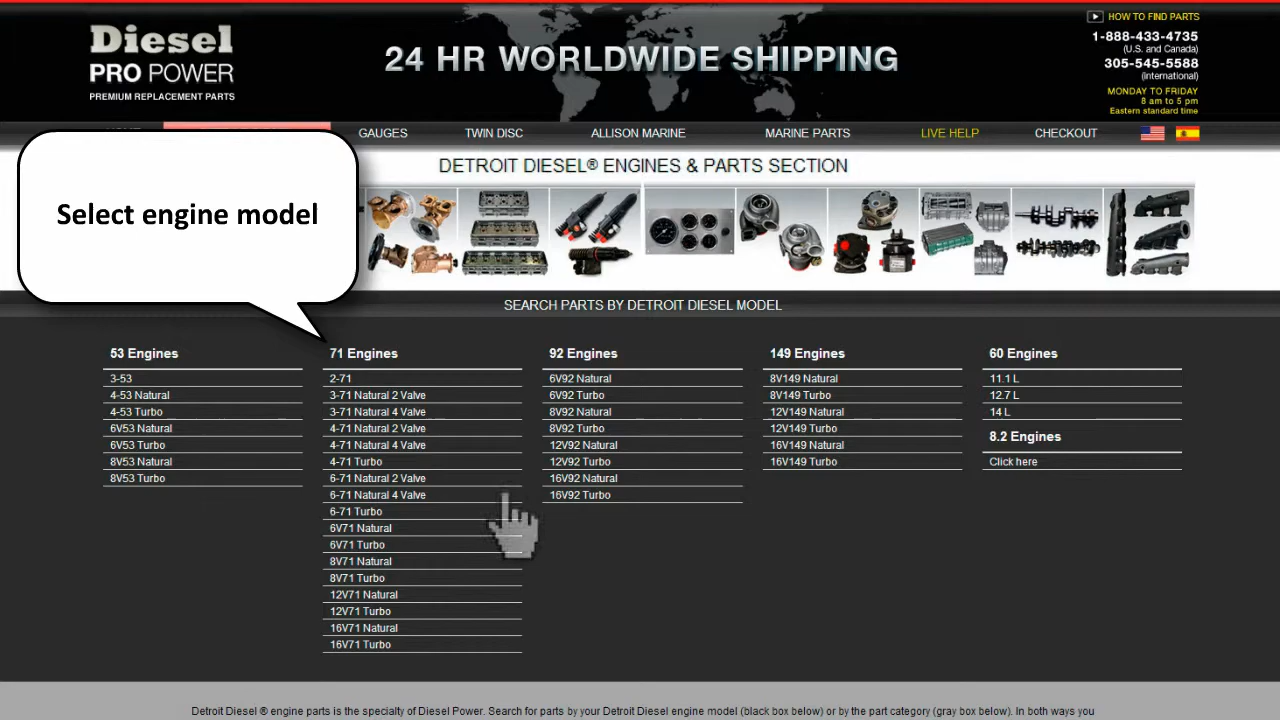 Diesel
PRO POWER
PREMIUM REPLACEMENT PARTS
24 HR WORLDWIDE SHIPPING
HOW TO FIND PARTS
1-888-433-4735
(U.S. and Canada)
305-545-5588
(international)
MONDAY TO FRIDAY
8 am to 5 pm
Eastern standard time
GAUGES TWIN DISC ALLISON MARINE MARINE PARTS LIVE HELP CHECKOUT
DETROIT DIESEL® ENGINES & PARTS SECTION
Select engine model
SEARCH PARTS BY DETROIT DIESEL MODEL
53 Engines
3-53
4-53 Natural
4-53 Turbo
6V53 Natural
6V53 Turbo
8V53 Natural
8V53 Turbo
71 Engines
2-71
3-71 Natural 2 Valve
3-71 Natural 4 Valve
4-71 Natural 2 Valve
4-71 Natural 4 Valve
4-71 Turbo
6-71 Natural 2 Valve
6-71 Natural 4 Valve
6-71 Turbo
6V71 Natural
6V71 Turbo
8V71 Natural
8V71 Turbo
12V71 Natural
12V71 Turbo
16V71 Natural
16V71 Turbo
92 Engines
6V92 Natural
6V92 Turbo
8V92 Natural
8V92 Turbo
12V92 Natural
12V92 Turbo
16V92 Natural
16V92 Turbo
149 Engines
8V149 Natural
8V149 Turbo
12V149 Natural
12V149 Turbo
16V149 Natural
16V149 Turbo
60 Engines
11.1 L
12.7 L
14 L
8.2 Engines
Click here
Detroit Diesel ® engine parts is the specialty of Diesel Power. Search for parts by your Detroit Diesel engine model (black box below) or by the part category (gray box below). In both ways you